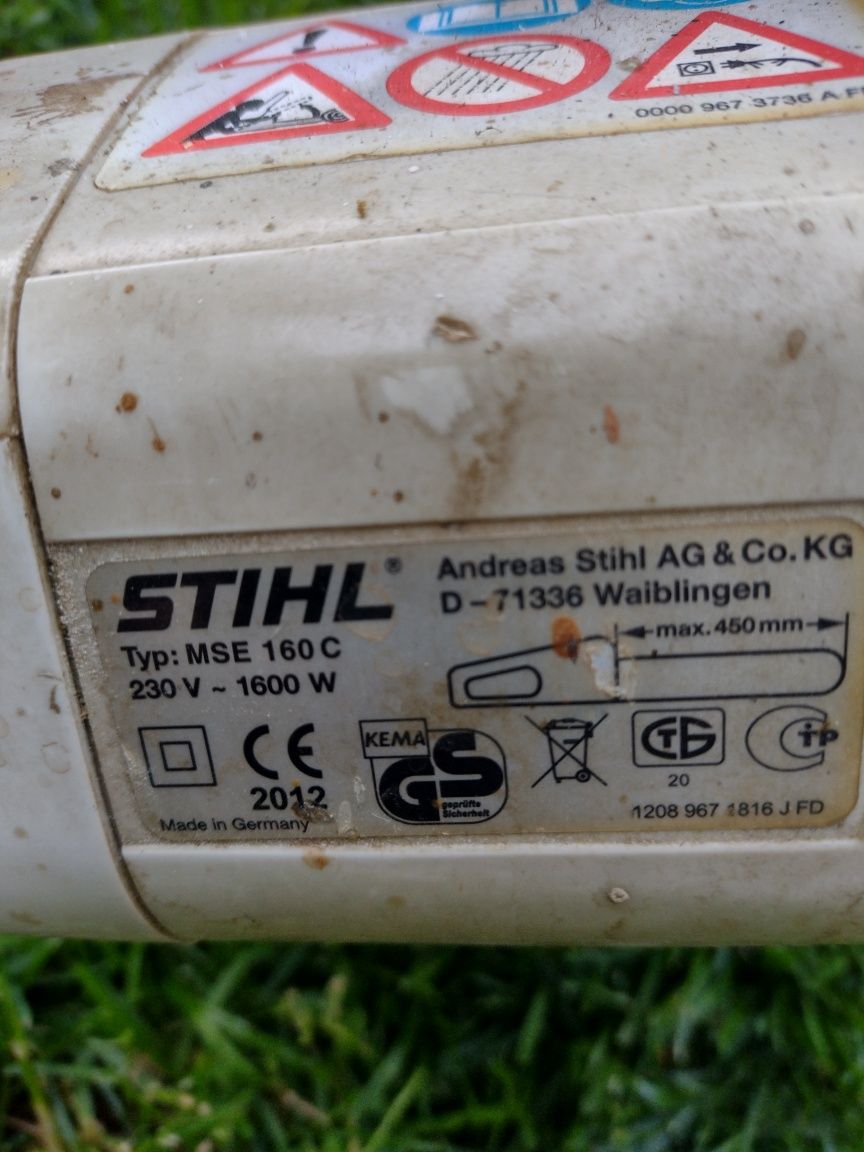 0000 967 3736 A
STIHL®
Andreas Stihl AG & Co. KG
D – 71336 Waiblingen
Typ: MSE 160 C
230 V ~ 1600 W
max. 450 mm
CE
2012
Made in Germany
KEMA
GS
geprüfte
Sicherheit
20
1208 967 1816 J FD